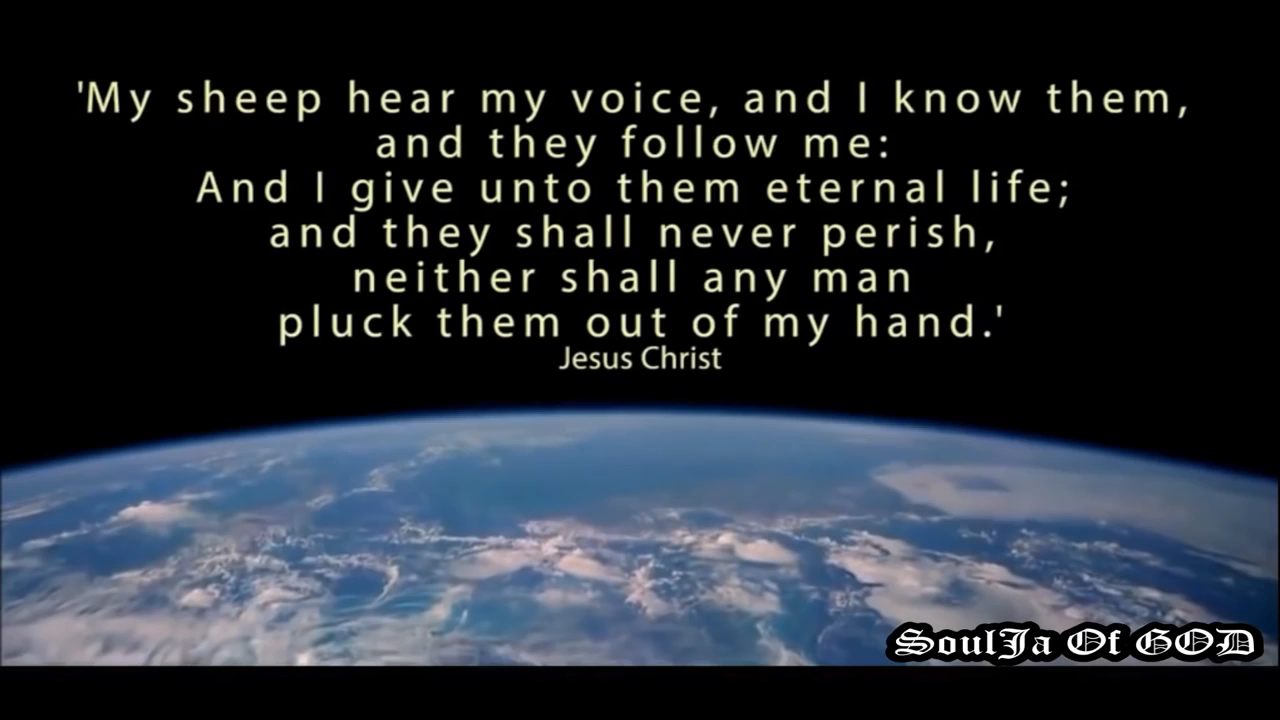 'My sheep hear my voice, and I know them,
and they follow me:
And I give unto them eternal life;
and they shall never perish,
neither shall any man
pluck them out of my hand.'
Jesus Christ
SoulJa Of GOD